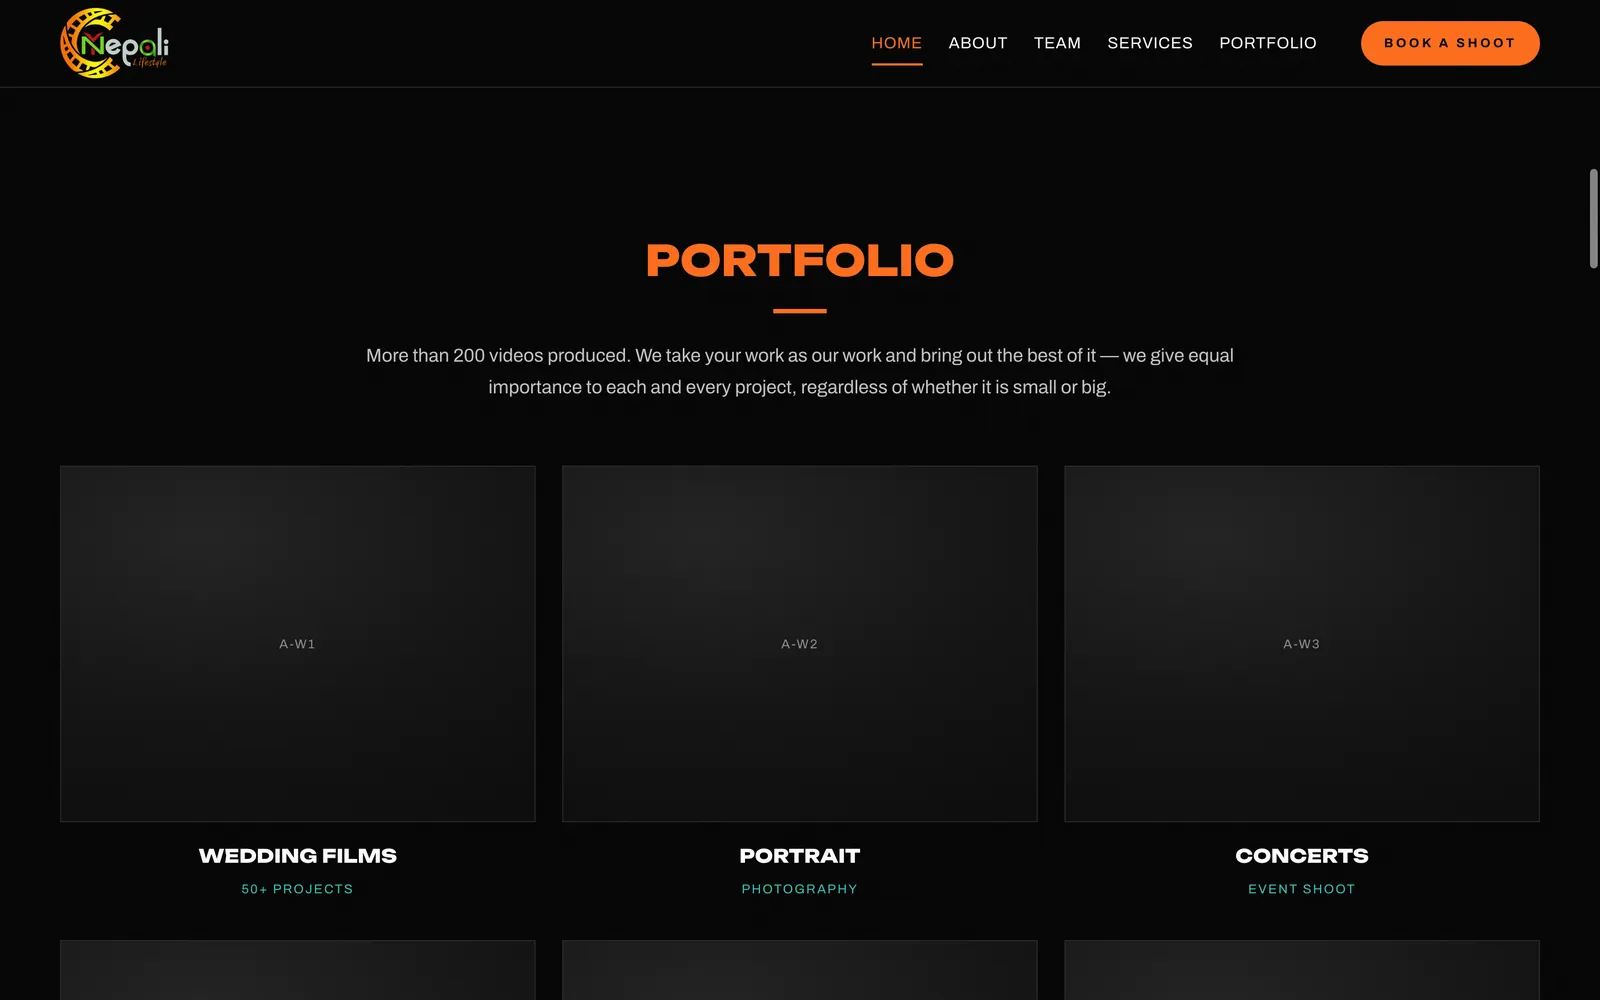 Nepali
Lifestyle
HOME
ABOUT
TEAM
SERVICES
PORTFOLIO
BOOK A SHOOT
PORTFOLIO
More than 200 videos produced. We take your work as our work and bring out the best of it — we give equal
importance to each and every project, regardless of whether it is small or big.
A-W1
A-W2
A-W3
WEDDING FILMS
PORTRAIT
CONCERTS
50+ PROJECTS
PHOTOGRAPHY
EVENT SHOOT